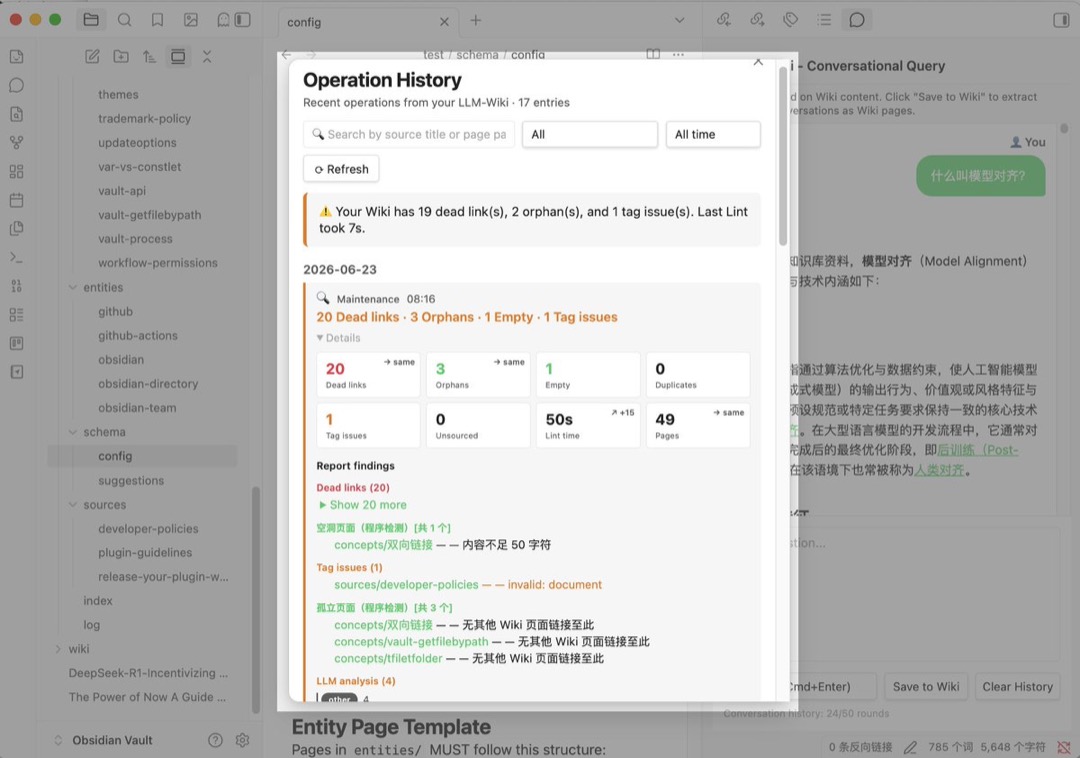 config
themes
trademark-policy
updateoptions
var-vs-constlet
vault-api
vault-getfilebypath
vault-process
workflow-permissions
entities
github
github-actions
obsidian
obsidian-directory
obsidian-team
schema
config
suggestions
sources
developer-policies
plugin-guidelines
release-your-plugin-w...
index
log
wiki
DeepSeek-R1-Incentivizing ...
The Power of Now A Guide ...
Obsidian Vault
test / schema / config
Operation History
Recent operations from your LLM-Wiki · 17 entries
Search by source title or page pa
All
All time
Refresh
⚠️ Your Wiki has 19 dead link(s), 2 orphan(s), and 1 tag issue(s). Last Lint
took 7s.
2026-06-23
Maintenance 08:16
20 Dead links · 3 Orphans · 1 Empty · 1 Tag issues
▼ Details
20 → same
Dead links
3 → same
Orphans
1
Empty
0
Duplicates
1
Tag issues
0
Unsourced
50s ↗ +15
Lint time
49 → same
Pages
Report findings
Dead links (20)
▶ Show 20 more
空洞页面（程序检测）[共 1 个]
concepts/双向链接 — — 内容不足 50 字符
Tag issues (1)
sources/developer-policies — — invalid: document
孤立页面（程序检测）[共 3 个]
concepts/双向链接 — — 无其他 Wiki 页面链接至此
concepts/vault-getfilebypath — — 无其他 Wiki 页面链接至此
concepts/tfiletfolder — — 无其他 Wiki 页面链接至此
LLM analysis (4)
other 4
Entity Page Template
Pages in entities/ MUST follow this structure:
i - Conversational Query
d on Wiki content. Click "Save to Wiki" to extract
versations as Wiki pages.
You
什么叫模型对齐?
知识库资料，模型对齐（Model Alignment）
与技术内涵如下：
指通过算法优化与数据约束，使人工智能模型
成式模型）的输出行为、价值观或风格特征与
预设规范或特定任务要求保持一致的核心技术
齐。在大型语言模型的开发流程中，它通常对
完成后的最终优化阶段，即后训练（Post-
在该语境下也常被称为人类对齐。
stion...
Cmd+Enter)
Save to Wiki
Clear History
Conversation history: 24/50 rounds
0 条反向链接
785 个词 5,648 个字符